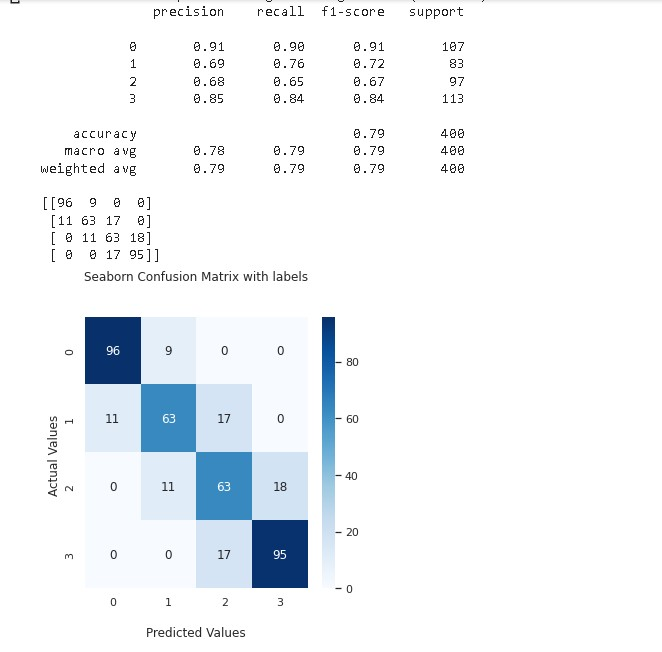 precision recall f1-score support
0 0.91 0.90 0.91 107
1 0.69 0.76 0.72 83
2 0.68 0.65 0.67 97
3 0.85 0.84 0.84 113
accuracy 0.79 400
macro avg 0.78 0.79 0.79 400
weighted avg 0.79 0.79 0.79 400
[[96 9 0 0]
[11 63 17 0]
[ 0 11 63 18]
[ 0 0 17 95]]
Seaborn Confusion Matrix with labels
0 96 9 0 0
1 11 63 17 0
2 0 11 63 18
3 0 0 17 95
0 1 2 3
Actual Values
Predicted Values
80
60
40
20
0